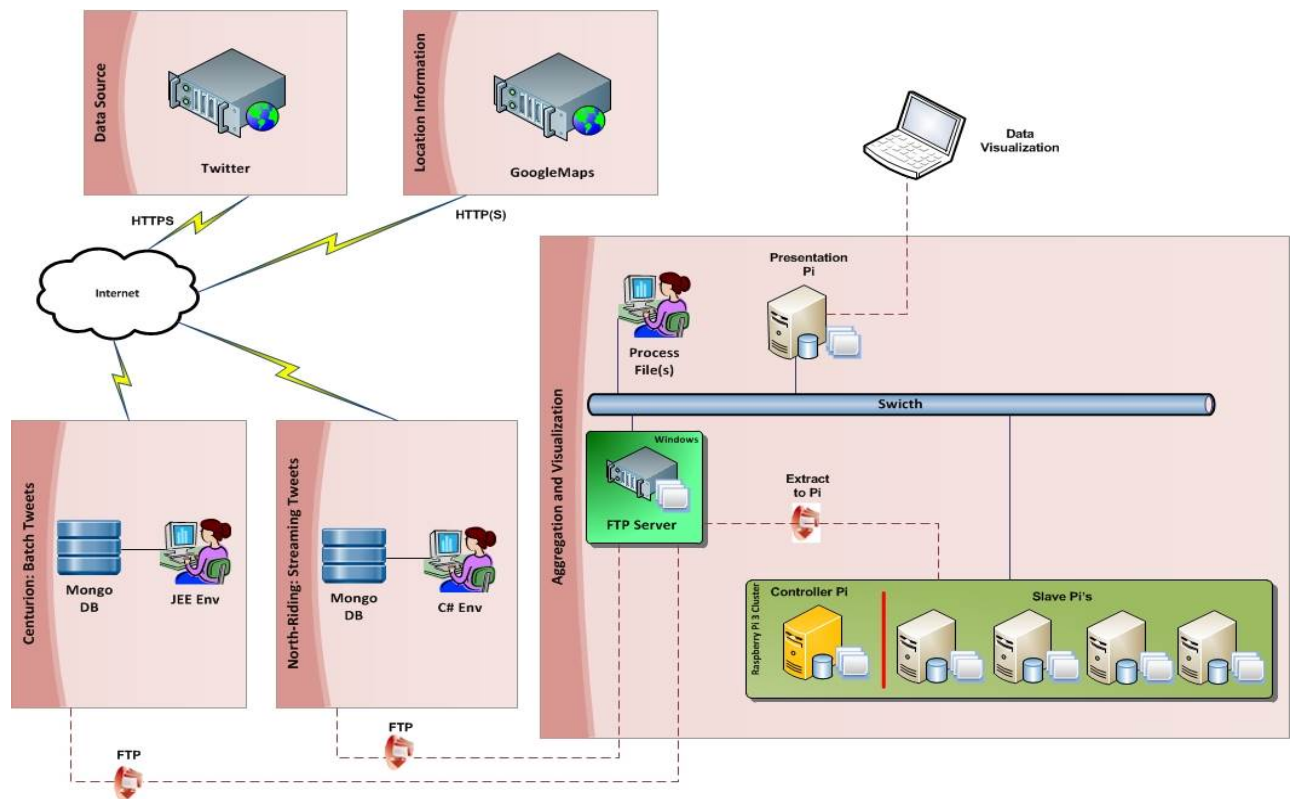 Data Source
Twitter
Location Information
GoogleMaps
HTTPS
HTTP(S)
Internet
Data
Visualization
Aggregation and Visualization
Process
File(s)
Presentation
Pi
Swicth
Windows
FTP Server
Extract
to Pi
Raspberry Pi 3 Cluster
Controller Pi
Slave Pi's
Centurion: Batch Tweets
Mongo
DB
JEE Env
North-Riding: Streaming Tweets
Mongo
DB
C# Env
FTP
FTP